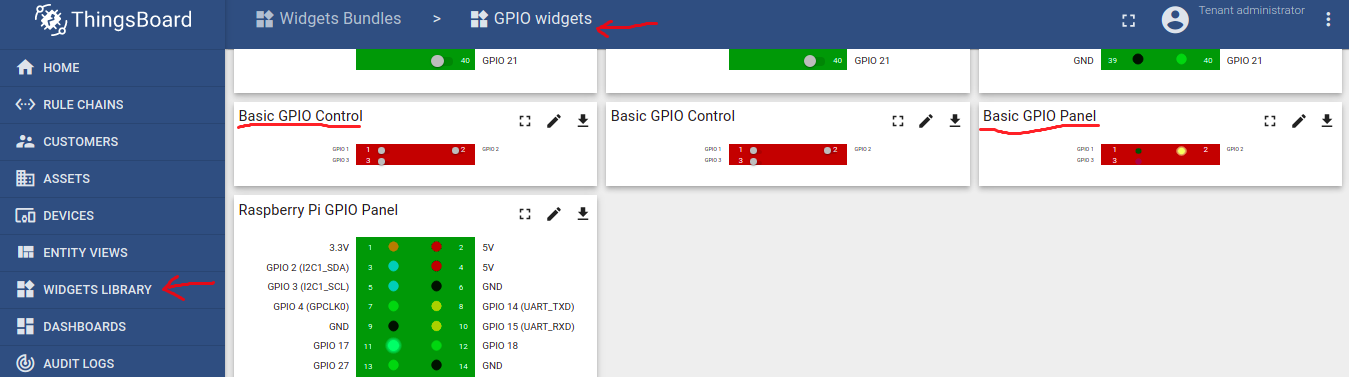 ThingsBoard
Widgets Bundles > GPIO widgets
Tenant administrator
HOME
RULE CHAINS
CUSTOMERS
ASSETS
DEVICES
ENTITY VIEWS
WIDGETS LIBRARY
DASHBOARDS
AUDIT LOGS
40 GPIO 21
40 GPIO 21
GND 39 40 GPIO 21
Basic GPIO Control
GPIO 1 1 2 GPIO 2
GPIO 3 3
Basic GPIO Control
GPIO 1 1 2 GPIO 2
GPIO 3 3
Basic GPIO Panel
GPIO 1 1 2 GPIO 2
GPIO 3 3
Raspberry Pi GPIO Panel
3.3V 1 2 5V
GPIO 2 (I2C1_SDA) 3 4 5V
GPIO 3 (I2C1_SCL) 5 6 GND
GPIO 4 (GPCLK0) 7 8 GPIO 14 (UART_TXD)
GND 9 10 GPIO 15 (UART_RXD)
GPIO 17 11 12 GPIO 18
GPIO 27 13 14 GND